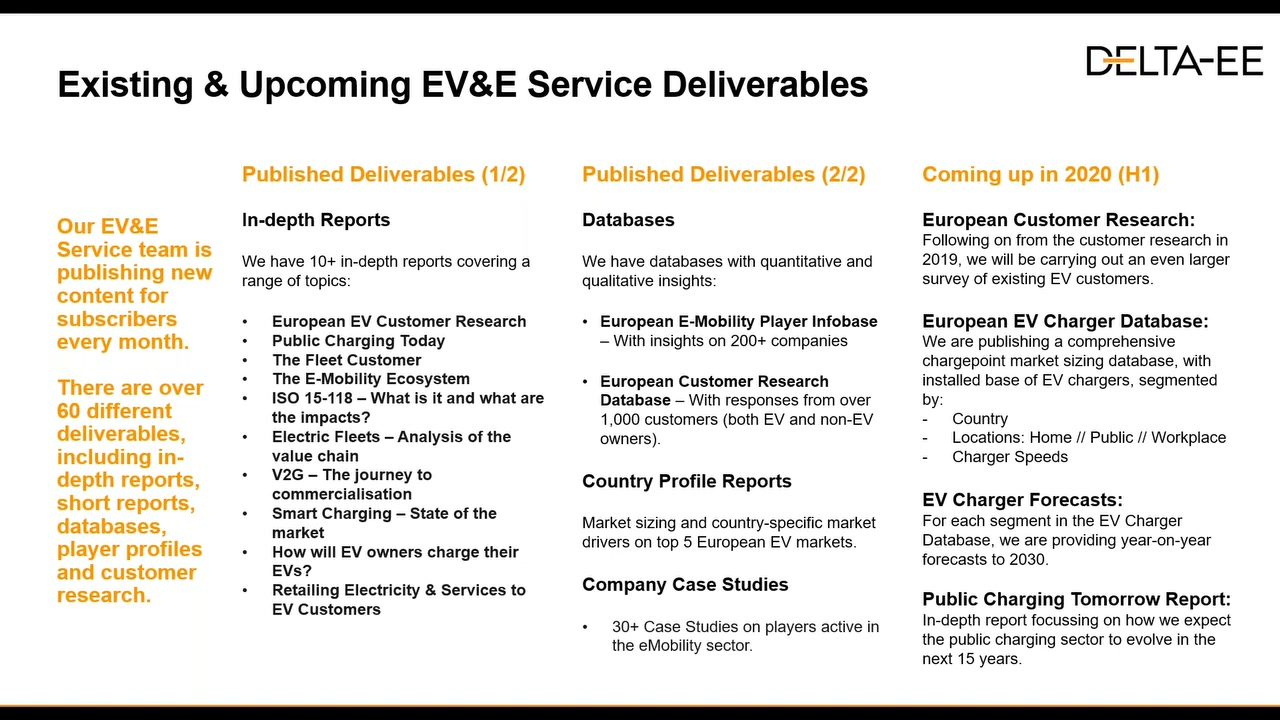 DELTA-EE
Existing & Upcoming EV&E Service Deliverables
Our EV&E
Service team is
publishing new
content for
subscribers
every month.
There are over
60 different
deliverables,
including in-
depth reports,
short reports,
databases,
player profiles
and customer
research.
Published Deliverables (1/2)
In-depth Reports
We have 10+ in-depth reports covering a
range of topics:
• European EV Customer Research
• Public Charging Today
• The Fleet Customer
• The E-Mobility Ecosystem
• ISO 15-118 – What is it and what are
the impacts?
• Electric Fleets – Analysis of the
value chain
• V2G – The journey to
commercialisation
• Smart Charging – State of the
market
• How will EV owners charge their
EVs?
• Retailing Electricity & Services to
EV Customers
Published Deliverables (2/2)
Databases
We have databases with quantitative and
qualitative insights:
• European E-Mobility Player Infobase
– With insights on 200+ companies
• European Customer Research
Database – With responses from over
1,000 customers (both EV and non-EV
owners).
Country Profile Reports
Market sizing and country-specific market
drivers on top 5 European EV markets.
Company Case Studies
• 30+ Case Studies on players active in
the eMobility sector.
Coming up in 2020 (H1)
European Customer Research:
Following on from the customer research in
2019, we will be carrying out an even larger
survey of existing EV customers.
European EV Charger Database:
We are publishing a comprehensive
chargepoint market sizing database, with
installed base of EV chargers, segmented
by:
- Country
- Locations: Home // Public // Workplace
- Charger Speeds
EV Charger Forecasts:
For each segment in the EV Charger
Database, we are providing year-on-year
forecasts to 2030.
Public Charging Tomorrow Report:
In-depth report focussing on how we expect
the public charging sector to evolve in the
next 15 years.